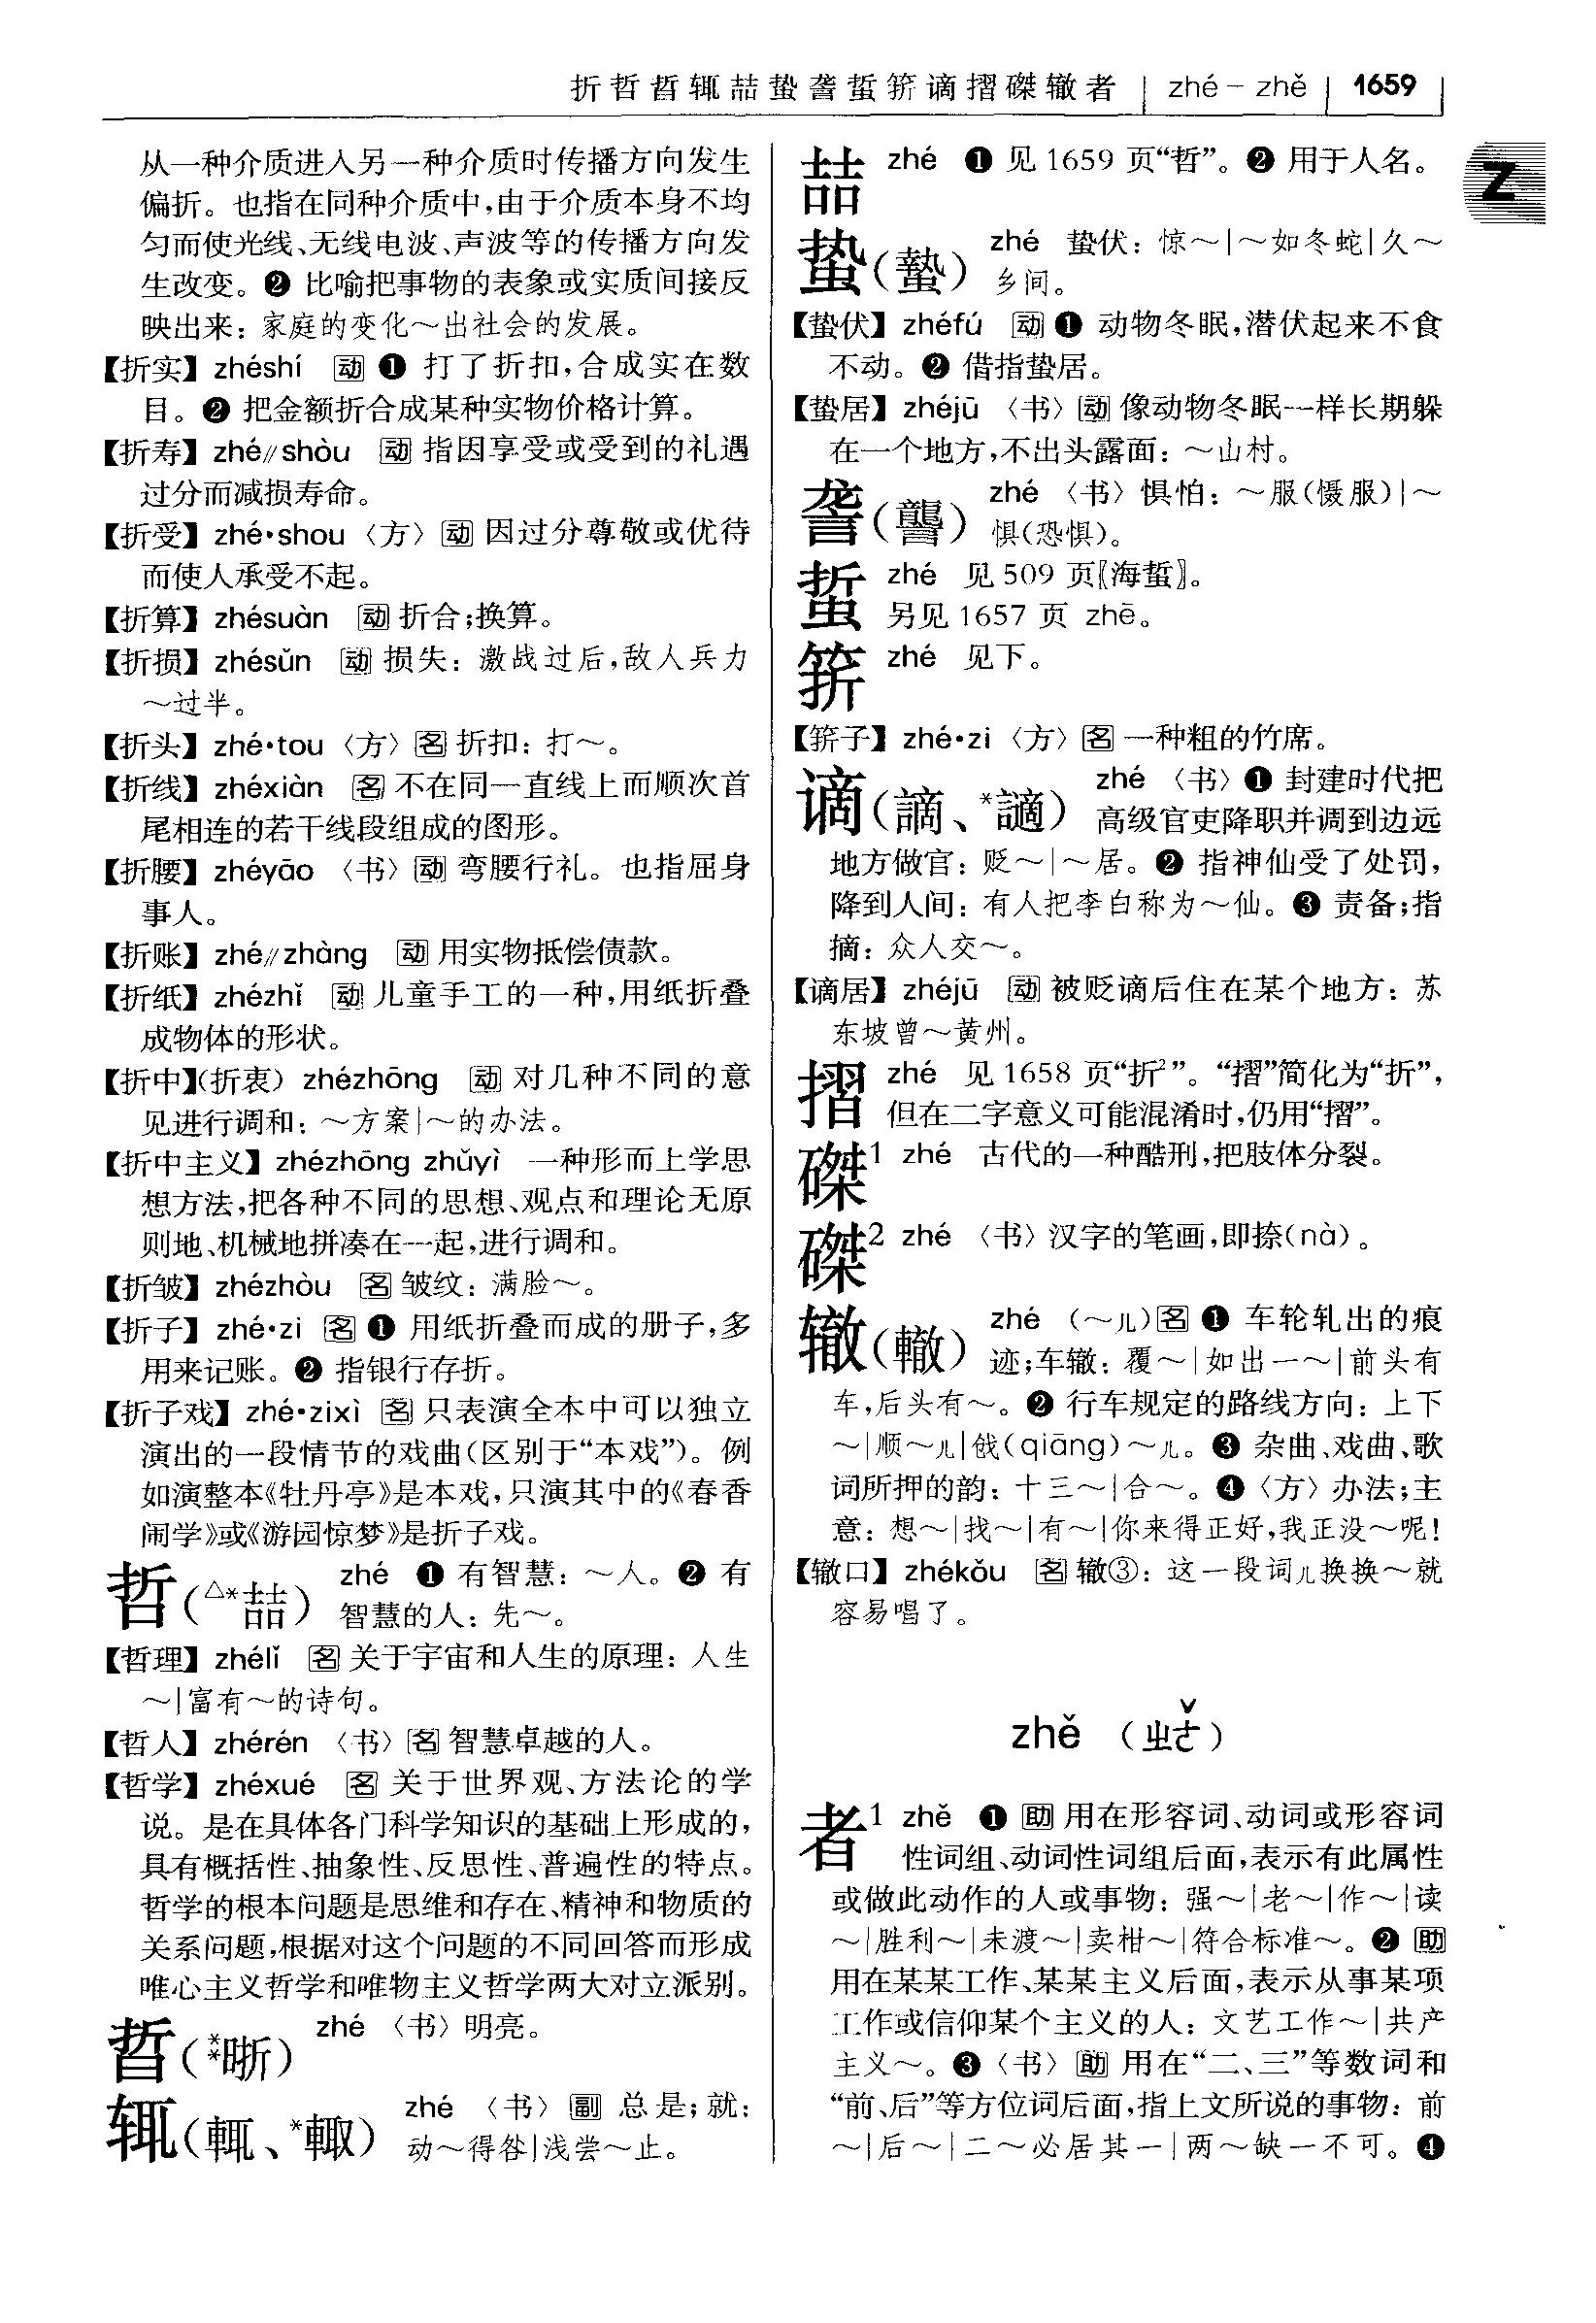 折哲晢辄喆蛰詟蜇䇽谪摺磔辙者 | zhé－zhě | 1659
Z
从一种介质进入另一种介质时传播方向发生
偏折。也指在同种介质中,由于介质本身不均
匀而使光线、无线电波、声波等的传播方向发
生改变。❷ 比喻把事物的表象或实质间接反
映出来：家庭的变化～出社会的发展。
【折实】zhéshí 动 ❶ 打了折扣,合成实在数
目。❷ 把金额折合成某种实物价格计算。
【折寿】zhé∥shòu 动 指因享受或受到的礼遇
过分而减损寿命。
【折受】zhé•shou〈方〉动 因过分尊敬或优待
而使人承受不起。
【折算】zhésuàn 动 折合;换算。
【折损】zhésǔn 动 损失：激战过后,敌人兵力
～过半。
【折头】zhé•tou〈方〉名 折扣：打～。
【折线】zhéxiàn 名 不在同一直线上而顺次首
尾相连的若干线段组成的图形。
【折腰】zhéyāo〈书〉动 弯腰行礼。也指屈身
事人。
【折账】zhé∥zhàng 动 用实物抵偿债款。
【折纸】zhézhǐ 动 儿童手工的一种,用纸折叠
成物体的形状。
【折中】(折衷) zhézhōng 动 对几种不同的意
见进行调和：～方案|～的办法。
【折中主义】zhézhōng zhǔyì 一种形而上学思
想方法,把各种不同的思想、观点和理论无原
则地、机械地拼凑在一起,进行调和。
【折皱】zhézhòu 名 皱纹：满脸～。
【折子】zhé•zi 名 ❶ 用纸折叠而成的册子,多
用来记账。❷ 指银行存折。
【折子戏】zhé•zixì 名 只表演全本中可以独立
演出的一段情节的戏曲(区别于“本戏”)。例
如演整本《牡丹亭》是本戏,只演其中的《春香
闹学》或《游园惊梦》是折子戏。
哲(△*喆) zhé ❶ 有智慧：～人。❷ 有
智慧的人：先～。
【哲理】zhélǐ 名 关于宇宙和人生的原理：人生
～|富有～的诗句。
【哲人】zhérén〈书〉名 智慧卓越的人。
【哲学】zhéxué 名 关于世界观、方法论的学
说。是在具体各门科学知识的基础上形成的,
具有概括性、抽象性、反思性、普遍性的特点。
哲学的根本问题是思维和存在、精神和物质的
关系问题,根据对这个问题的不同回答而形成
唯心主义哲学和唯物主义哲学两大对立派别。
晢(**晣) zhé〈书〉明亮。
辄(輒、*輙) zhé〈书〉副 总是;就：
动～得咎|浅尝～止。
喆 zhé ❶ 见 1659 页“哲”。❷ 用于人名。
蛰(蟄) zhé 蛰伏：惊～|～如冬蛇|久～
乡间。
【蛰伏】zhéfú 动 ❶ 动物冬眠,潜伏起来不食
不动。❷ 借指蛰居。
【蛰居】zhéjū〈书〉动 像动物冬眠一样长期躲
在一个地方,不出头露面：～山村。
詟(讋) zhé〈书〉惧怕：～服(慑服)|～
惧(恐惧)。
蜇 zhé 见 509 页〖海蜇〗。
另见 1657 页 zhē。
䇽 zhé 见下。
【䇽子】zhé•zi〈方〉名 一种粗的竹席。
谪(謫、*讁) zhé〈书〉❶ 封建时代把
高级官吏降职并调到边远
地方做官：贬～|～居。❷ 指神仙受了处罚,
降到人间：有人把李白称为～仙。❸ 责备;指
摘：众人交～。
【谪居】zhéjū 动 被贬谪后住在某个地方：苏
东坡曾～黄州。
摺 zhé 见 1658 页“折²”。“摺”简化为“折”,
但在二字意义可能混淆时,仍用“摺”。
磔¹ zhé 古代的一种酷刑,把肢体分裂。
磔² zhé〈书〉汉字的笔画,即捺(nà)。
辙(轍) zhé (～儿)名 ❶ 车轮轧出的痕
迹;车辙：覆～|如出一～|前头有
车,后头有～。❷ 行车规定的路线方向：上下
～|顺～儿|戗(qiāng)～儿。❸ 杂曲、戏曲、歌
词所押的韵：十三～|合～。❹〈方〉办法;主
意：想～|找～|有～|你来得正好,我正没～呢!
【辙口】zhékǒu 名 辙③：这一段词儿换换～就
容易唱了。
zhě （ㄓㄜˇ）
者¹ zhě ❶ 助 用在形容词、动词或形容词
性词组、动词性词组后面,表示有此属性
或做此动作的人或事物：强～|老～|作～|读
～|胜利～|未渡～|卖柑～|符合标准～。❷ 助
用在某某工作、某某主义后面,表示从事某项
工作或信仰某个主义的人：文艺工作～|共产
主义～。❸〈书〉助 用在“二、三”等数词和
“前、后”等方位词后面,指上文所说的事物：前
～|后～|二～必居其一|两～缺一不可。❹